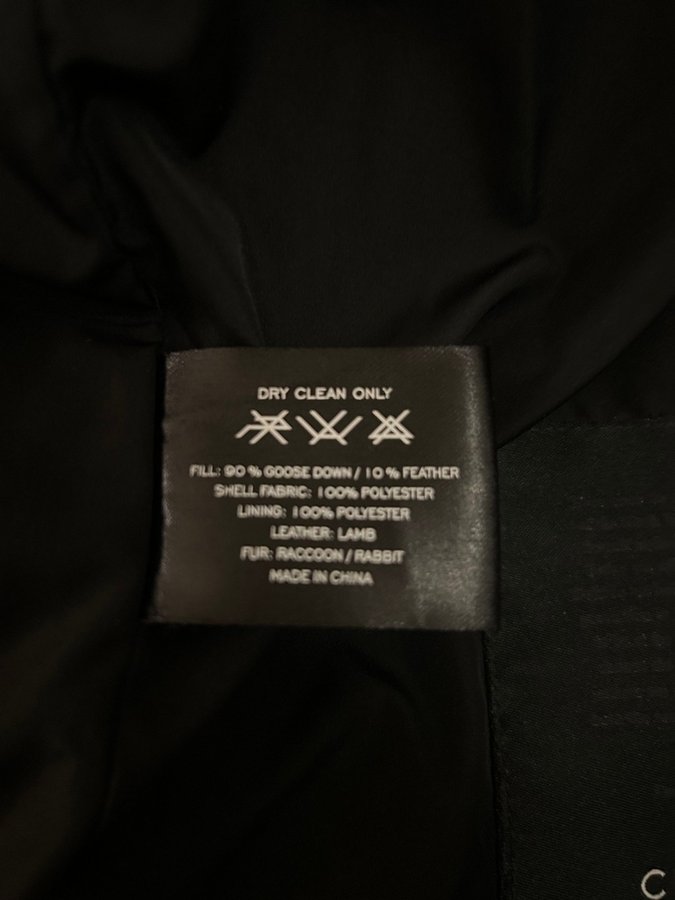 DRY CLEAN ONLY
FILL: 90 % GOOSE DOWN / 10 % FEATHER
SHELL FABRIC: 100% POLYESTER
LINING: 100% POLYESTER
LEATHER: LAMB
FUR: RACCOON / RABBIT
MADE IN CHINA
C